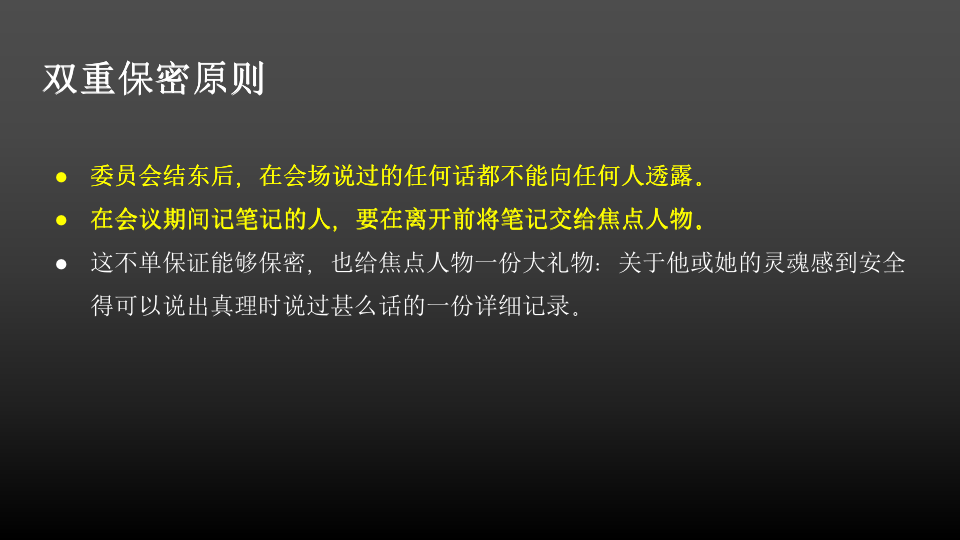 双重保密原则
● 委员会结东后，在会场说过的任何话都不能向任何人透露。
● 在会议期间记笔记的人，要在离开前将笔记交给焦点人物。
● 这不单保证能够保密，也给焦点人物一份大礼物：关于他或她的灵魂感到安全
得可以说出真理时说过甚么话的一份详细记录。